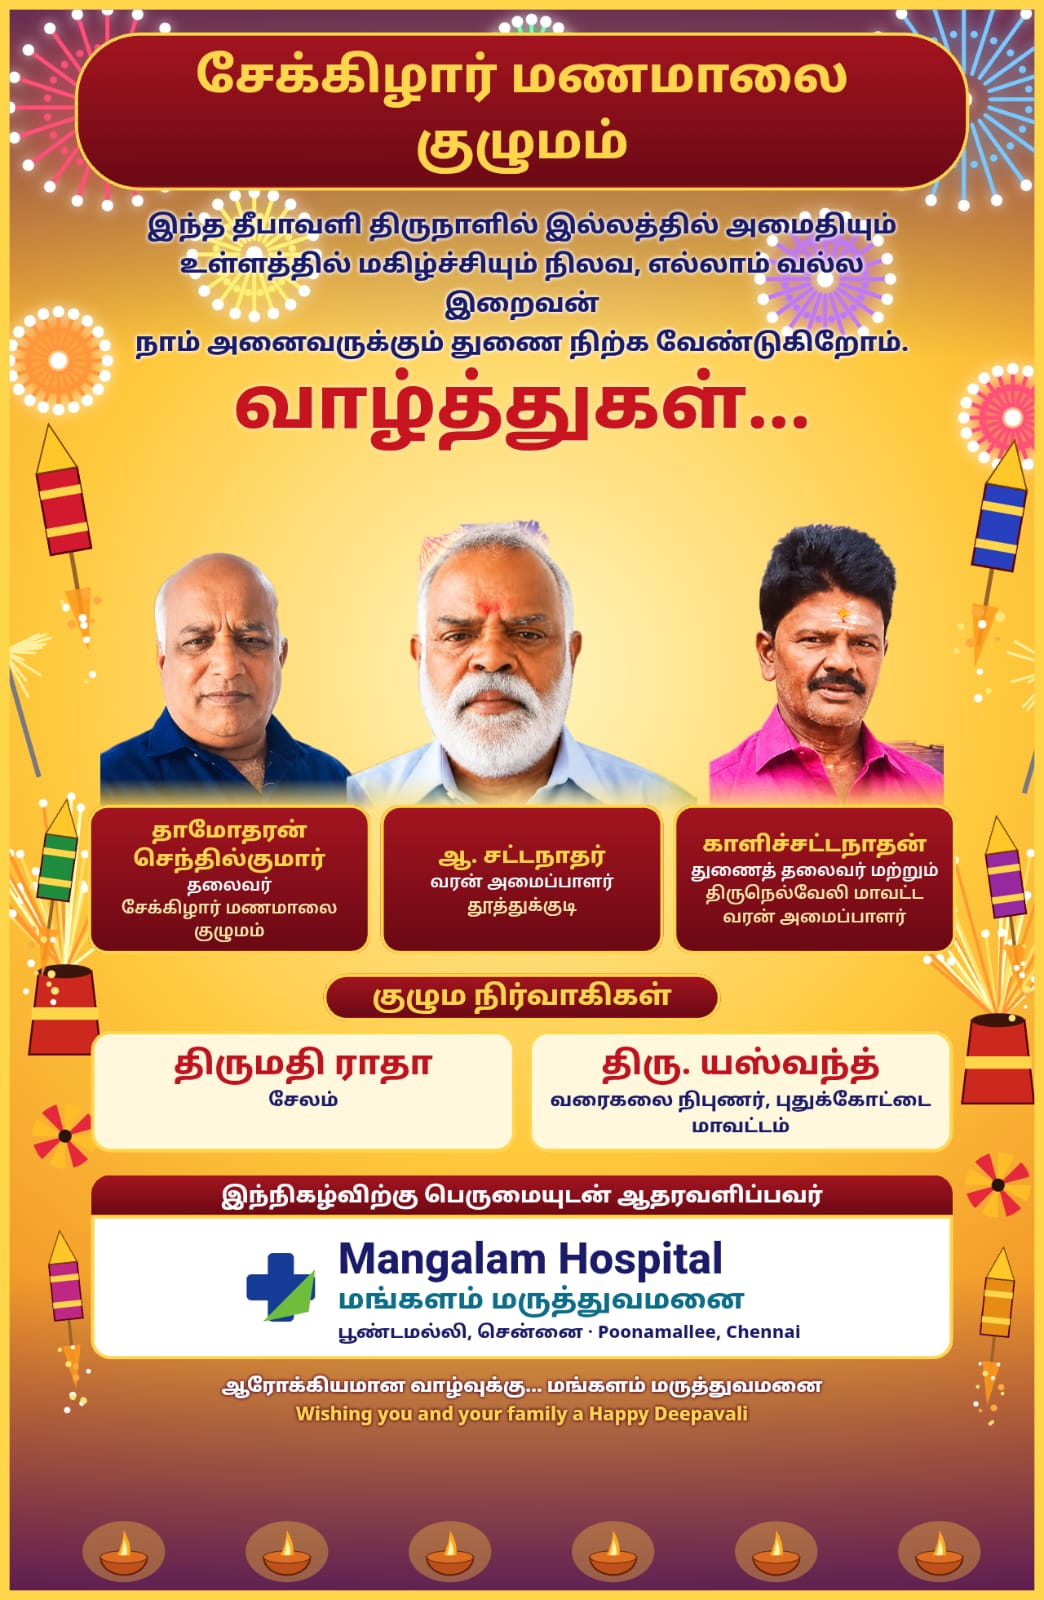 சேக்கிழார் மணமாலை
குழுமம்
இந்த தீபாவளி திருநாளில் இல்லத்தில் அமைதியும்
உள்ளத்தில் மகிழ்ச்சியும் நிலவ, எல்லாம் வல்ல
இறைவன்
நாம் அனைவருக்கும் துணை நிற்க வேண்டுகிறோம்.
வாழ்த்துகள்...
தாமோதரன்
செந்தில்குமார்
தலைவர்
சேக்கிழார் மணமாலை
குழுமம்
ஆ. சட்டநாதர்
வரன் அமைப்பாளர்
தூத்துக்குடி
காளிச்சட்டநாதன்
துணைத் தலைவர் மற்றும்
திருநெல்வேலி மாவட்ட
வரன் அமைப்பாளர்
குழும நிர்வாகிகள்
திருமதி ராதா
சேலம்
திரு. யஸ்வந்த்
வரைகலை நிபுணர், புதுக்கோட்டை
மாவட்டம்
இந்நிகழ்விற்கு பெருமையுடன் ஆதரவளிப்பவர்
Mangalam Hospital
மங்களம் மருத்துவமனை
பூண்டமல்லி, சென்னை · Poonamallee, Chennai
ஆரோக்கியமான வாழ்வுக்கு... மங்களம் மருத்துவமனை
Wishing you and your family a Happy Deepavali